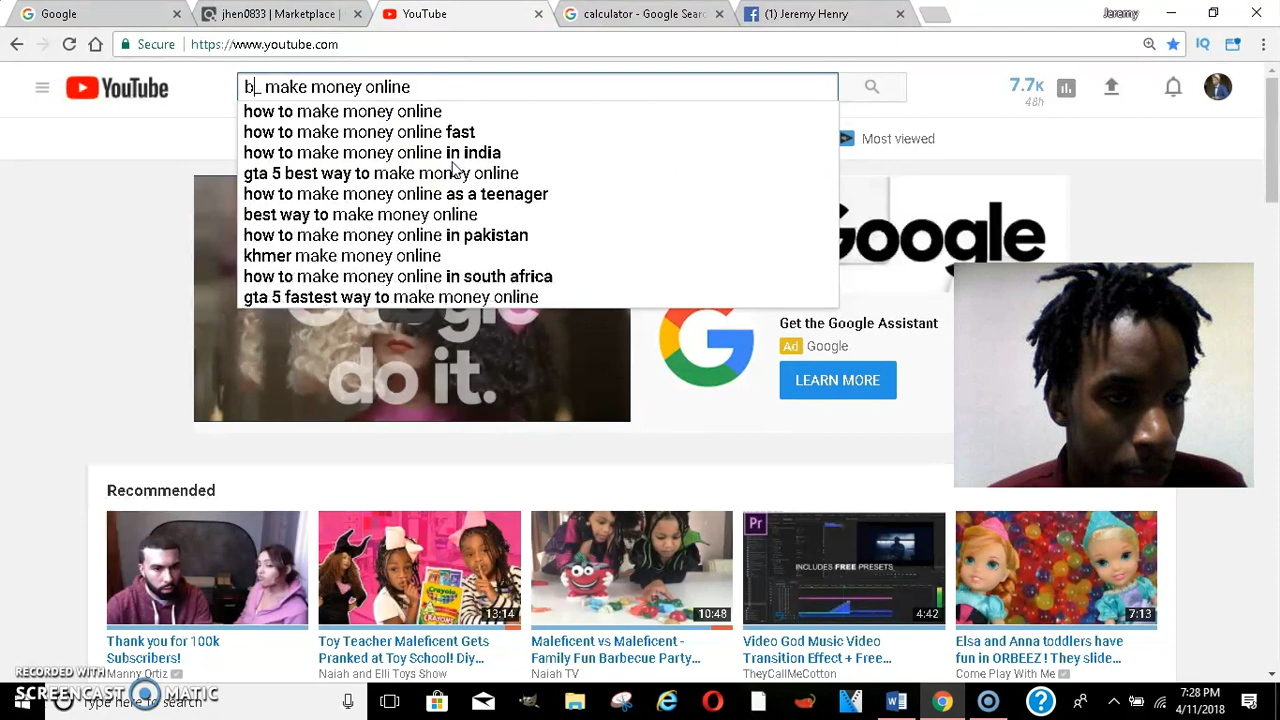 Google
jhen0833 | Marketplace |
YouTube
calculator - Google Sear
(1) Jeremy Henry
Jeremy
Secure
https://www.youtube.com
YouTube
b_ make money online
7.7K
48h
how to make money online
how to make money online fast
how to make money online in india
gta 5 best way to make money online
how to make money online as a teenager
best way to make money online
how to make money online in pakistan
khmer make money online
how to make money online in south africa
gta 5 fastest way to make money online
Most viewed
Google
do it.
Google
Get the Google Assistant
Ad Google
LEARN MORE
Recommended
13:14
10:48
Pr
INCLUDES FREE PRESETS
4:42
7:13
Thank you for 100k
Subscribers!
Manny Ortiz
Toy Teacher Maleficent Gets
Pranked at Toy School! Diy...
Naiah and Elli Toys Show
Maleficent vs Maleficent -
Family Fun Barbecue Party...
Naiah TV
Video God Music Video
Transition Effect + Free...
TheyCallMeCotton
Elsa and Anna toddlers have
fun in ORBEEZ ! They slide...
Come Play With Me
RECORDED WITH
SCREENCAST MATIC
Type here to search
7:28 PM
4/11/2018